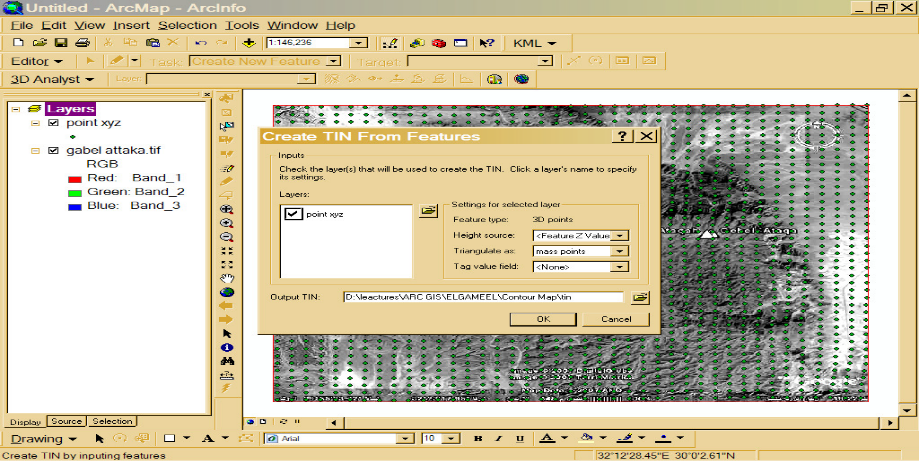 Untitled - ArcMap - ArcInfo
File Edit View Insert Selection Tools Window Help
1:146,236
KML
Editor Task: Create New Feature Target:
3D Analyst Layer:
Layers
point xyz
gabel attaka.tif
RGB
Red: Band_1
Green: Band_2
Blue: Band_3
Create TIN From Features
Inputs
Check the layer(s) that will be used to create the TIN. Click a layer's name to specify
its settings.
Layers:
point xyz
Settings for selected layer
Feature type: 3D points
Height source: <Feature Z Value
Triangulate as: mass points
Tag value field: <None>
Output TIN: D:\leactures\ARC GIS\ELGAMEEL\Contour Map\tin
OK Cancel
Gebel Ataqa
Display Source Selection
Drawing A Arial 10 B I U A
Create TIN by inputing features
32°12'28.45"E 30°0'2.61"N